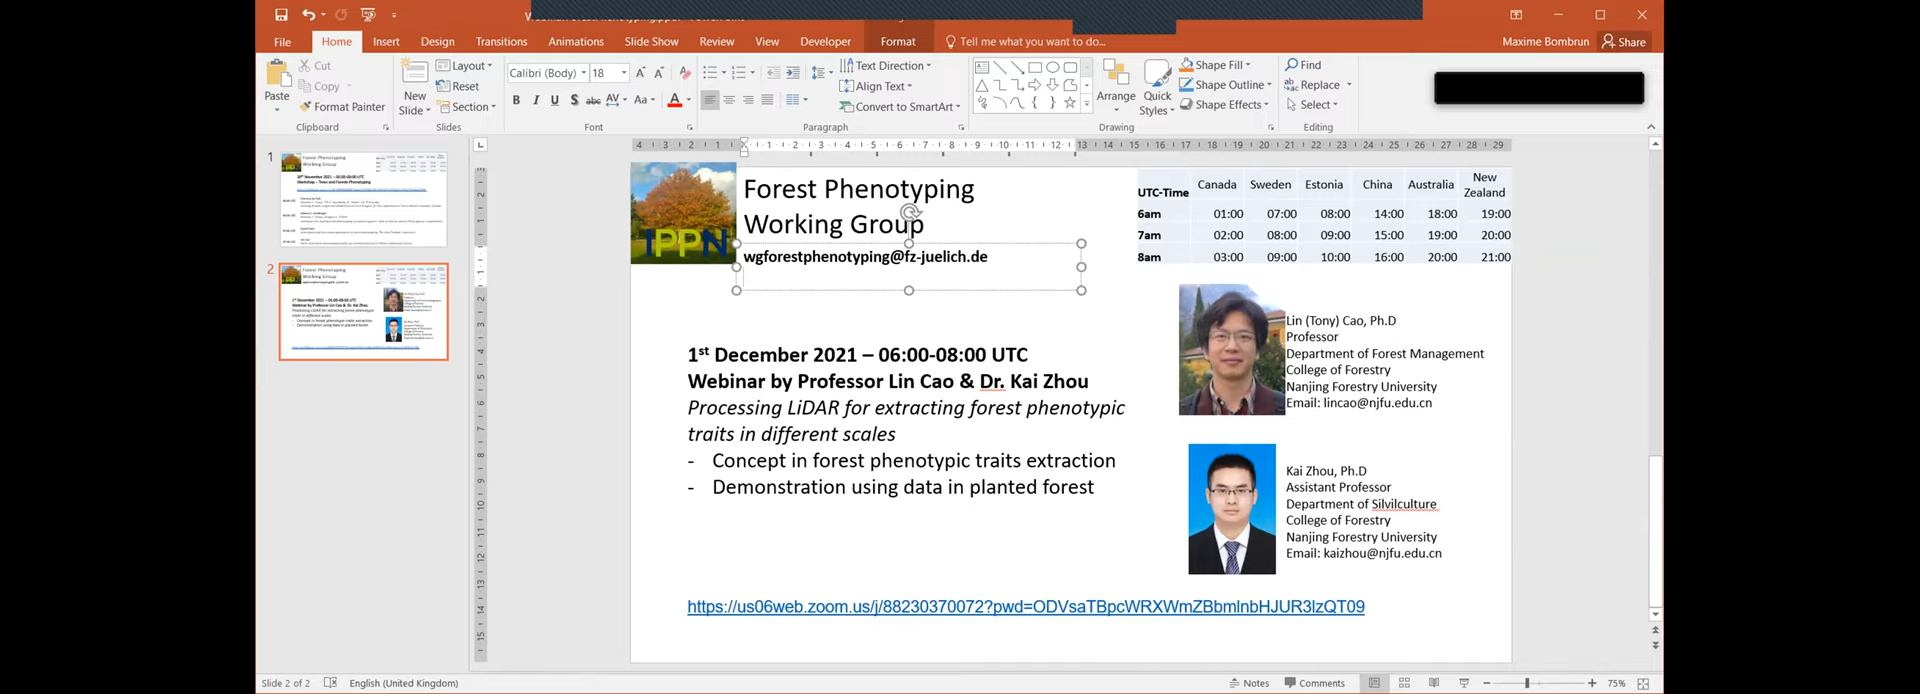 File
Home
Insert
Design
Transitions
Animations
Slide Show
Review
View
Developer
Format
Tell me what you want to do...
Maxime Bombrun
Share
Paste
Cut
Copy
Format Painter
Clipboard
New
Slide
Layout
Reset
Section
Slides
Calibri (Body)
18
B I U S abc AV Aa A
Font
Text Direction
Align Text
Convert to SmartArt
Paragraph
Arrange
Quick
Styles
Shape Fill
Shape Outline
Shape Effects
Drawing
Find
Replace
Select
Editing
1
2
IPPN
Forest Phenotyping
Working Group
wgforestphenotyping@fz-juelich.de
UTC-Time Canada Sweden Estonia China Australia New Zealand
6am 01:00 07:00 08:00 14:00 18:00 19:00
7am 02:00 08:00 09:00 15:00 19:00 20:00
8am 03:00 09:00 10:00 16:00 20:00 21:00
1st December 2021 – 06:00-08:00 UTC
Webinar by Professor Lin Cao & Dr. Kai Zhou
Processing LiDAR for extracting forest phenotypic
traits in different scales
- Concept in forest phenotypic traits extraction
- Demonstration using data in planted forest
Lin (Tony) Cao, Ph.D
Professor
Department of Forest Management
College of Forestry
Nanjing Forestry University
Email: lincao@njfu.edu.cn
Kai Zhou, Ph.D
Assistant Professor
Department of Silvilculture
College of Forestry
Nanjing Forestry University
Email: kaizhou@njfu.edu.cn
https://us06web.zoom.us/j/88230370072?pwd=ODVsaTBpcWRXWmZBbmlnbHJUR3lzQT09
Slide 2 of 2
English (United Kingdom)
Notes
Comments
75%